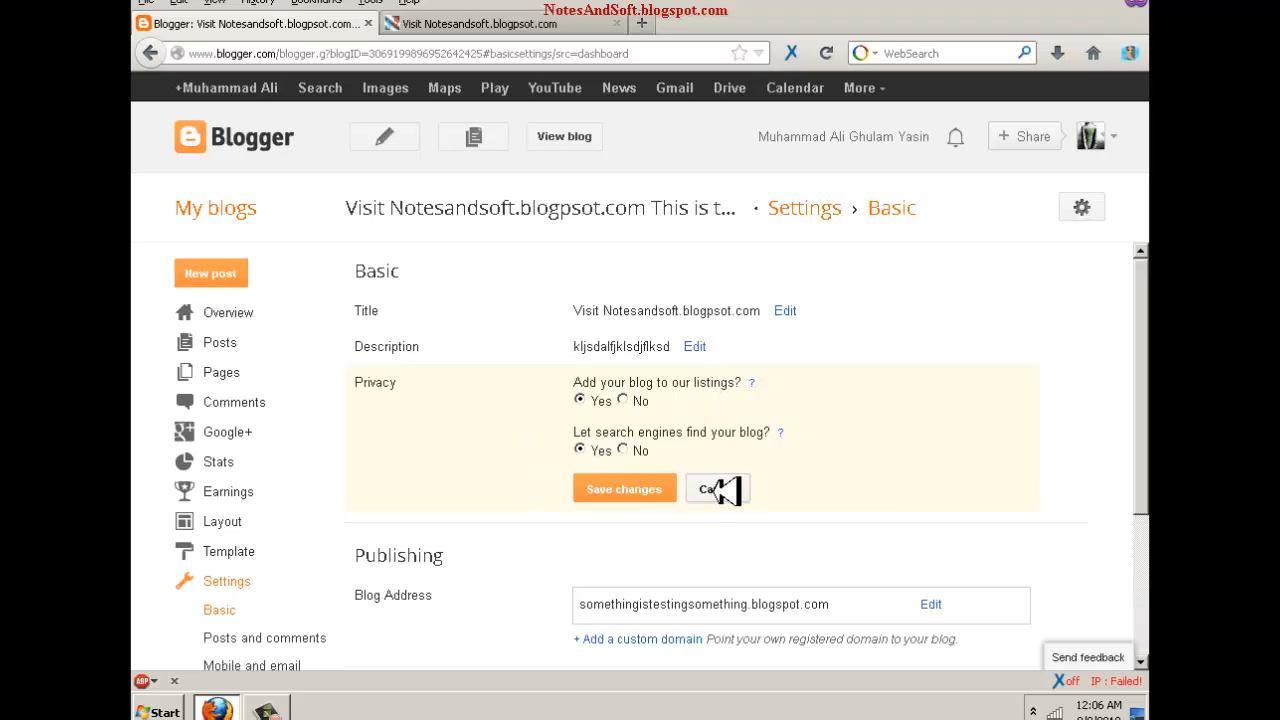 NotesAndSoft.blogspot.com
Blogger: Visit Notesandsoft.blogpsot.com...
Visit Notesandsoft.blogpsot.com
www.blogger.com/blogger.g?blogID=3069199896952642425#basicsettings/src=dashboard
WebSearch
+Muhammad Ali Search Images Maps Play YouTube News Gmail Drive Calendar More
Blogger View blog Muhammad Ali Ghulam Yasin + Share
My blogs Visit Notesandsoft.blogpsot.com This is t... · Settings › Basic
New post
Overview
Posts
Pages
Comments
Google+
Stats
Earnings
Layout
Template
Settings
Basic
Posts and comments
Mobile and email
Basic
Title Visit Notesandsoft.blogpsot.com Edit
Description kljsdalfjklsdjflksd Edit
Privacy Add your blog to our listings? ?
Yes No
Let search engines find your blog? ?
Yes No
Save changes
Publishing
Blog Address somethingistestingsomething.blogspot.com Edit
+ Add a custom domain Point your own registered domain to your blog.
Send feedback
ABP off IP : Failed!
Start 12:06 AM